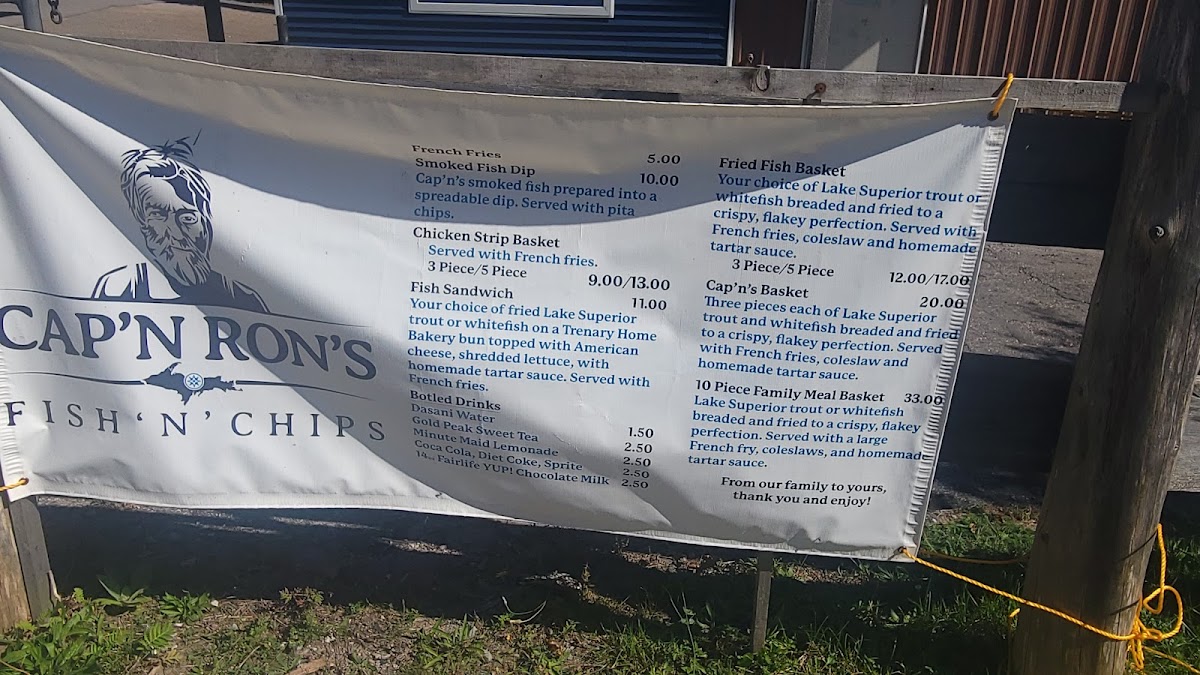 CAP'N RON'S
FISH 'N' CHIPS
French Fries 5.00
Smoked Fish Dip 10.00
Cap'n's smoked fish prepared into a
spreadable dip. Served with pita
chips.
Chicken Strip Basket
Served with French fries.
3 Piece/5 Piece 9.00/13.00
Fish Sandwich 11.00
Your choice of fried Lake Superior
trout or whitefish on a Trenary Home
Bakery bun topped with American
cheese, shredded lettuce, with
homemade tartar sauce. Served with
French fries.
Botled Drinks
Dasani Water 1.50
Gold Peak Sweet Tea 2.50
Minute Maid Lemonade 2.50
Coca Cola, Diet Coke, Sprite 2.50
14oz Fairlife YUP! Chocolate Milk 2.50
Fried Fish Basket
Your choice of Lake Superior trout or
whitefish breaded and fried to a
crispy, flakey perfection. Served with
French fries, coleslaw and homemade
tartar sauce.
3 Piece/5 Piece 12.00/17.00
Cap'n's Basket 20.00
Three pieces each of Lake Superior
trout and whitefish breaded and fried
to a crispy, flakey perfection. Served
with French fries, coleslaw and
homemade tartar sauce.
10 Piece Family Meal Basket 33.00
Lake Superior trout or whitefish
breaded and fried to a crispy, flakey
perfection. Served with a large
French fry, coleslaws, and homemad
tartar sauce.
From our family to yours,
thank you and enjoy!